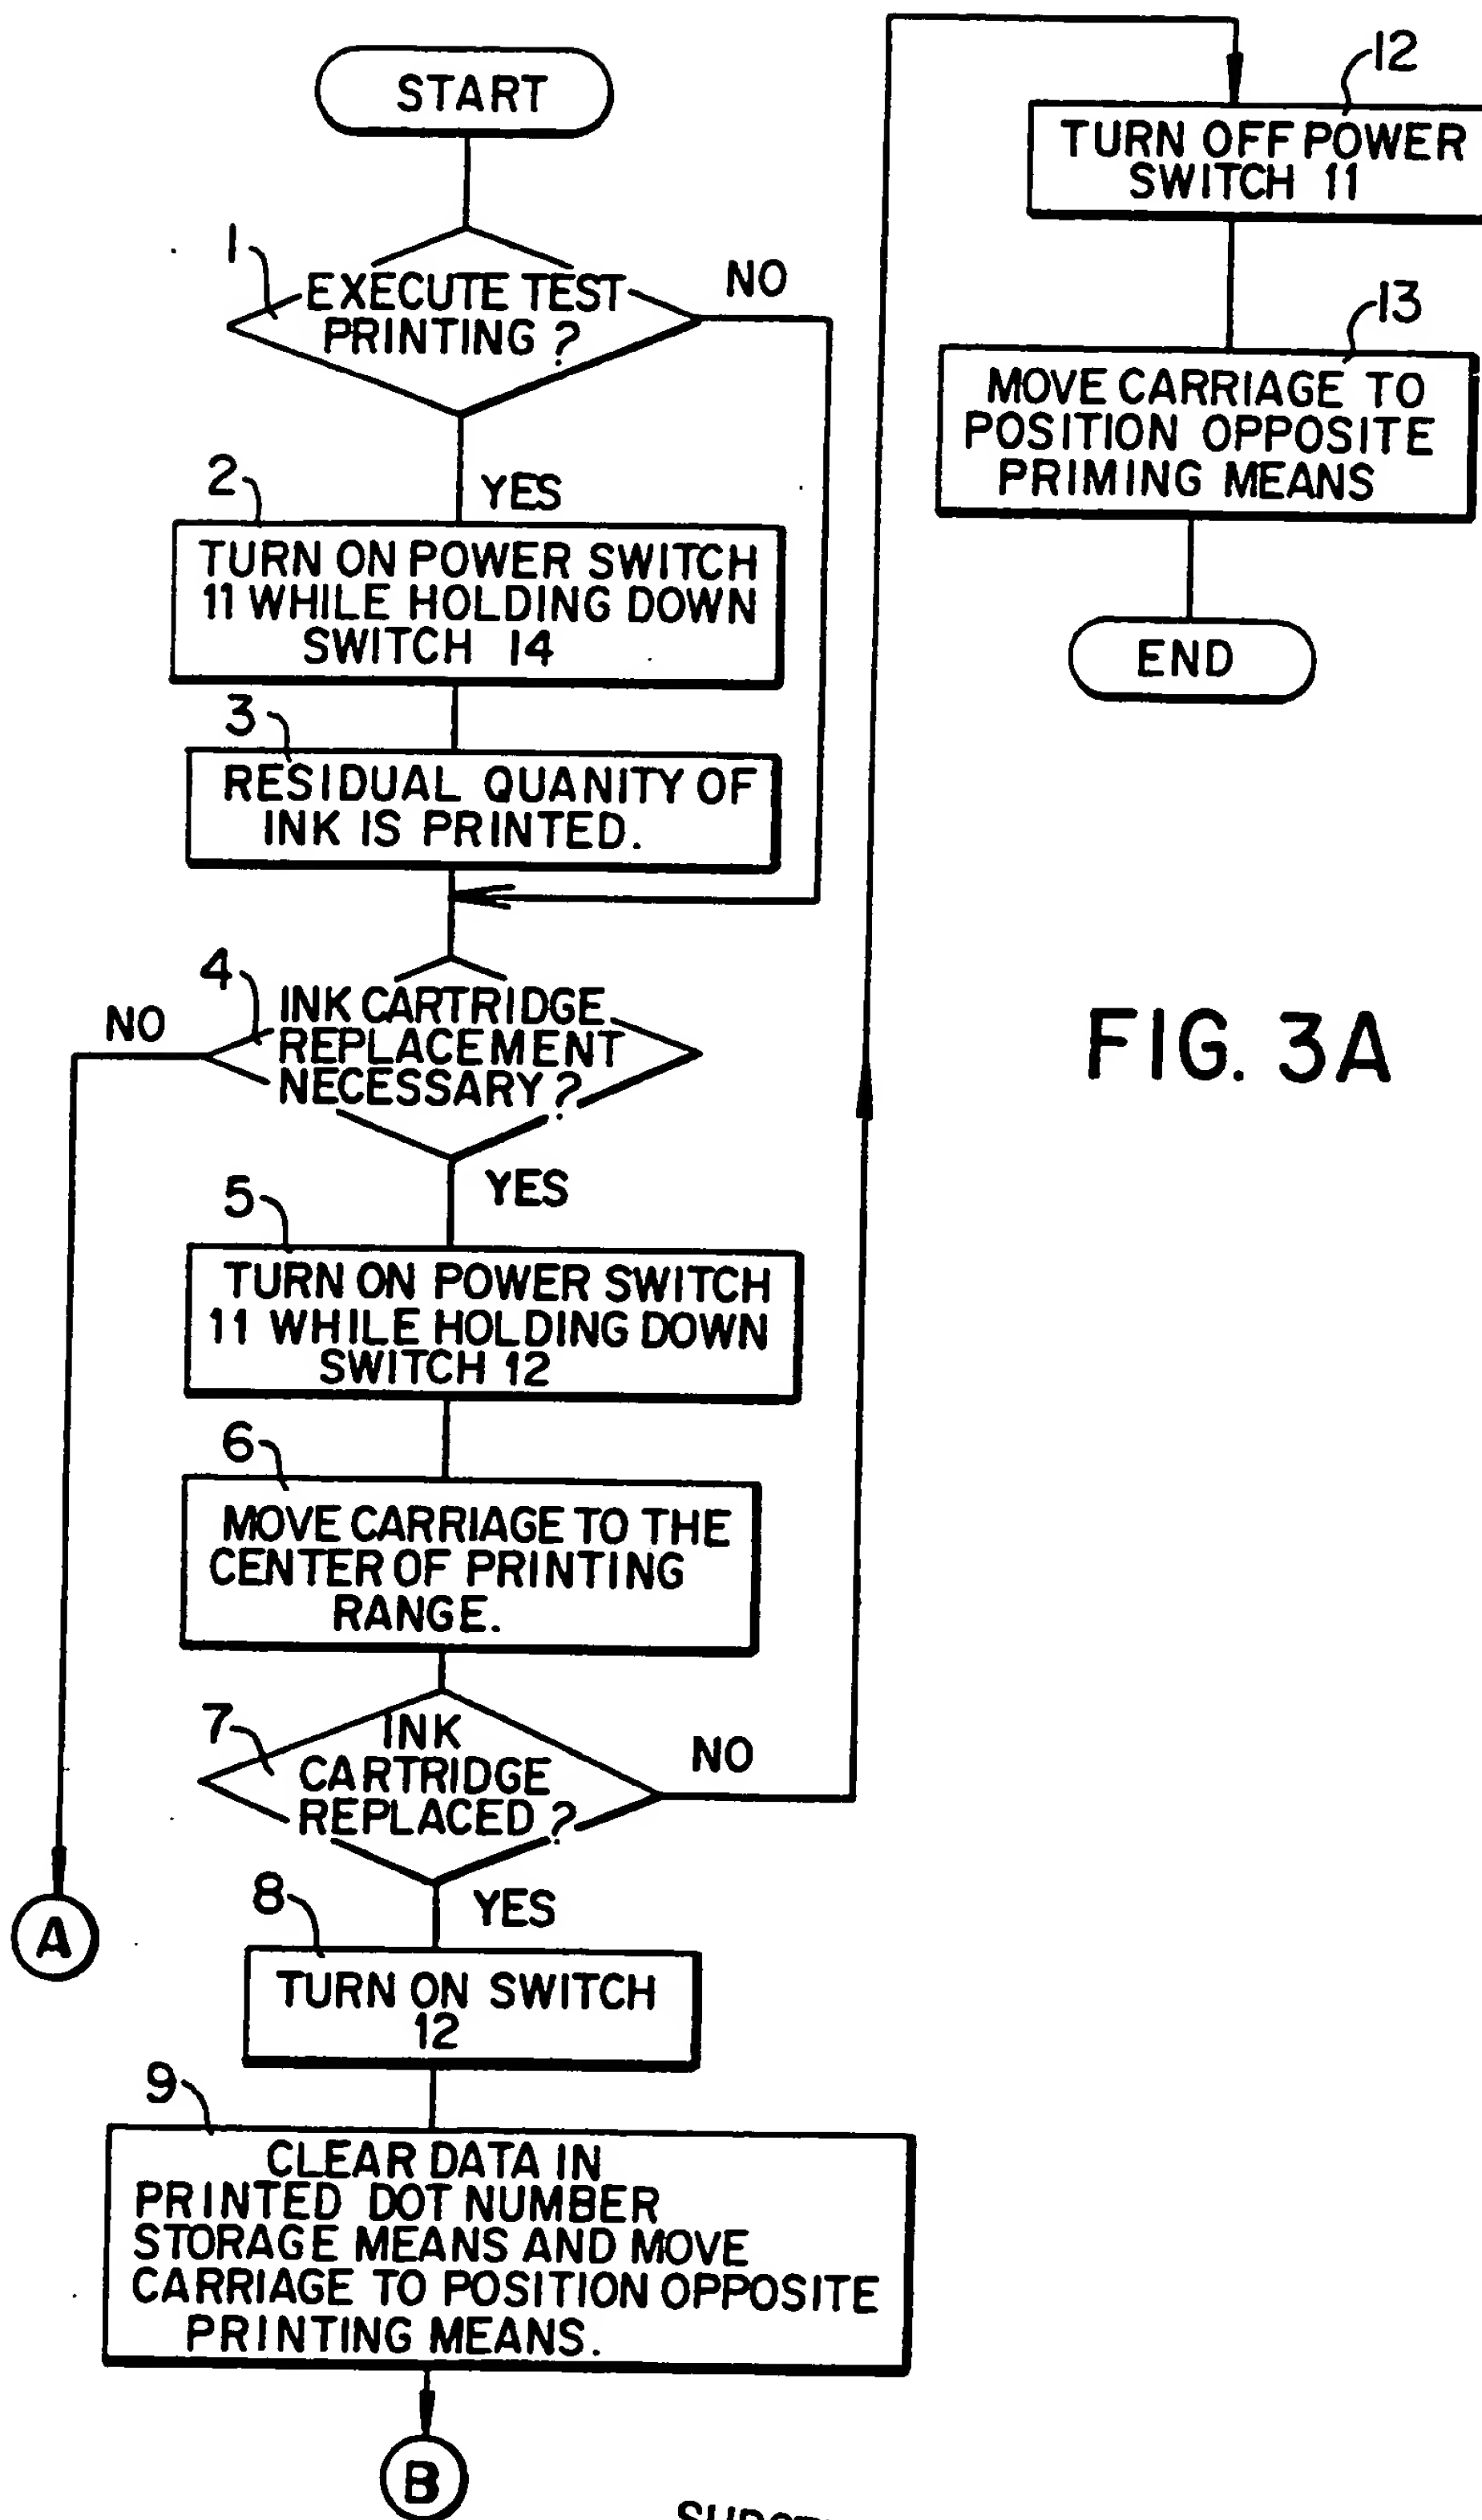 START
1
EXECUTE TEST
PRINTING ?
NO
YES
2
TURN ON POWER SWITCH
11 WHILE HOLDING DOWN
SWITCH 14
3
RESIDUAL QUANITY OF
INK IS PRINTED.
4
INK CARTRIDGE
REPLACEMENT
NECESSARY ?
NO
YES
5
TURN ON POWER SWITCH
11 WHILE HOLDING DOWN
SWITCH 12
6
MOVE CARRIAGE TO THE
CENTER OF PRINTING
RANGE.
7
INK
CARTRIDGE
REPLACED ?
NO
YES
A
8
TURN ON SWITCH
12
9
CLEAR DATA IN
PRINTED DOT NUMBER
STORAGE MEANS AND MOVE
CARRIAGE TO POSITION OPPOSITE
PRINTING MEANS.
B
12
TURN OFF POWER
SWITCH 11
13
MOVE CARRIAGE TO
POSITION OPPOSITE
PRIMING MEANS
END
FIG. 3A